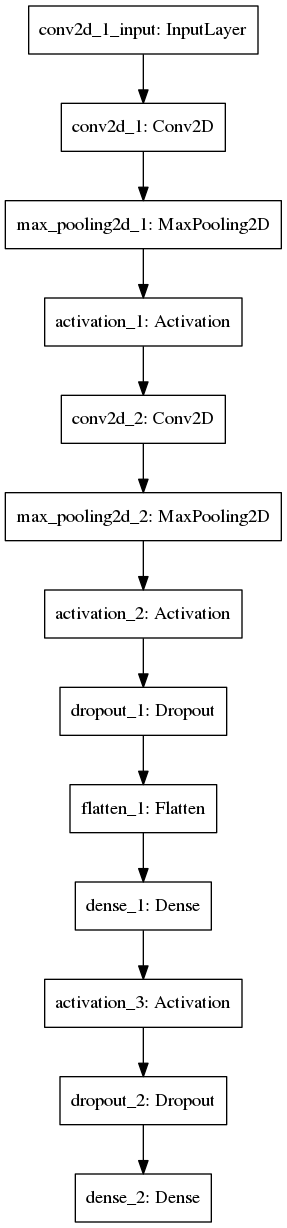 conv2d_1_input: InputLayer
conv2d_1: Conv2D
max_pooling2d_1: MaxPooling2D
activation_1: Activation
conv2d_2: Conv2D
max_pooling2d_2: MaxPooling2D
activation_2: Activation
dropout_1: Dropout
flatten_1: Flatten
dense_1: Dense
activation_3: Activation
dropout_2: Dropout
dense_2: Dense